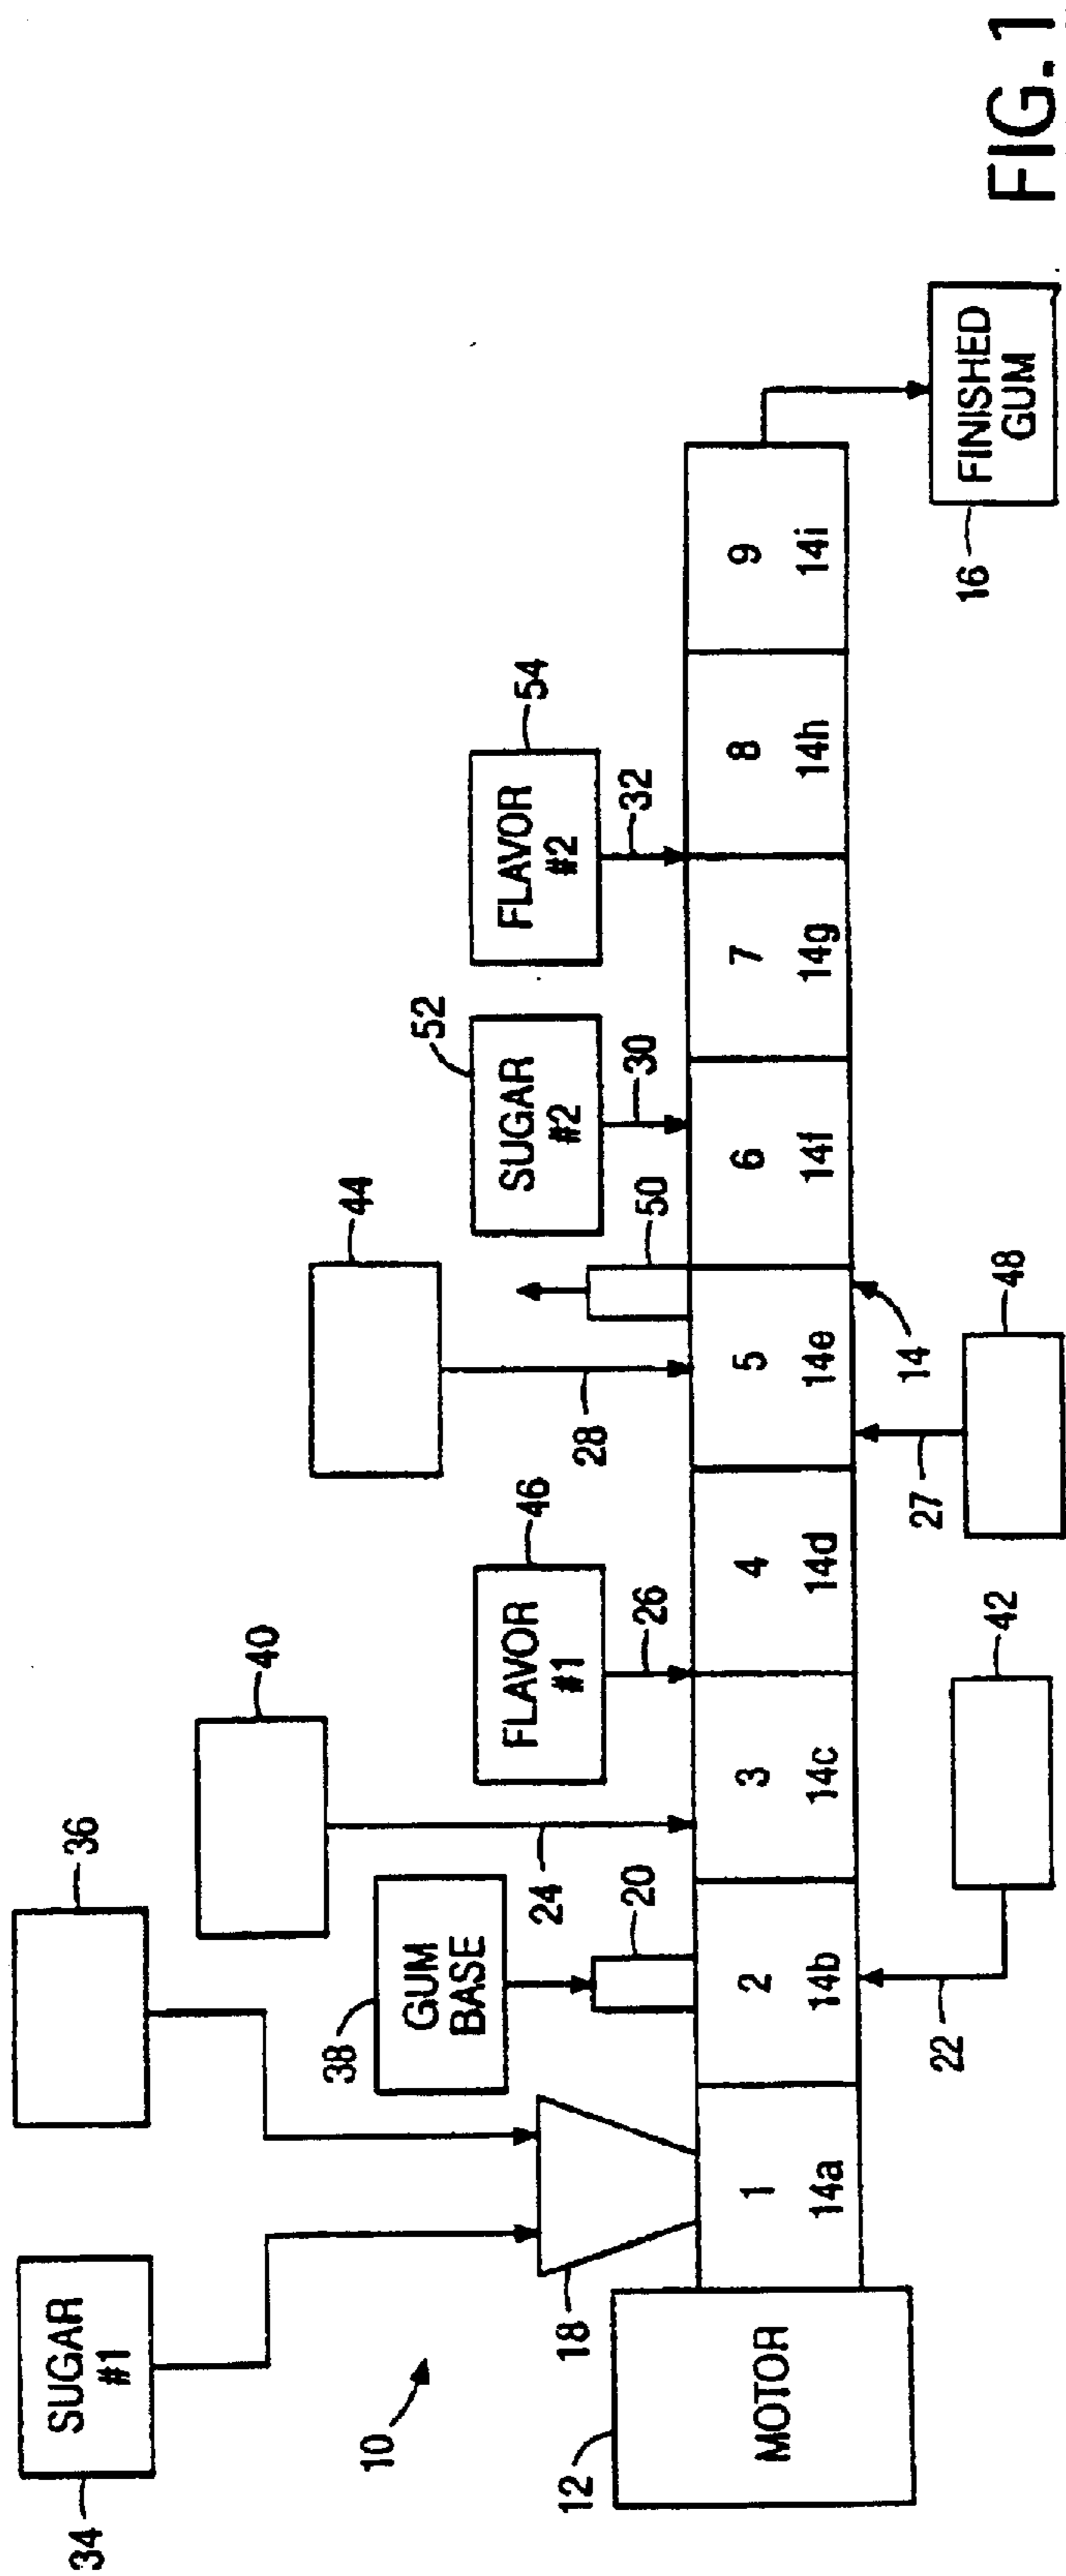 36
SUGAR
#1
34
40
44
38
GUM
BASE
24
20
FLAVOR
#1
46
26
28
50
52
SUGAR
#2
30
54
FLAVOR
#2
32
10
18
12
MOTOR
1
14a
2
14b
3
14c
4
14d
5
14e
6
14f
7
14g
8
14h
9
14i
22
42
27
48
14
16
FINISHED
GUM
FIG. 1